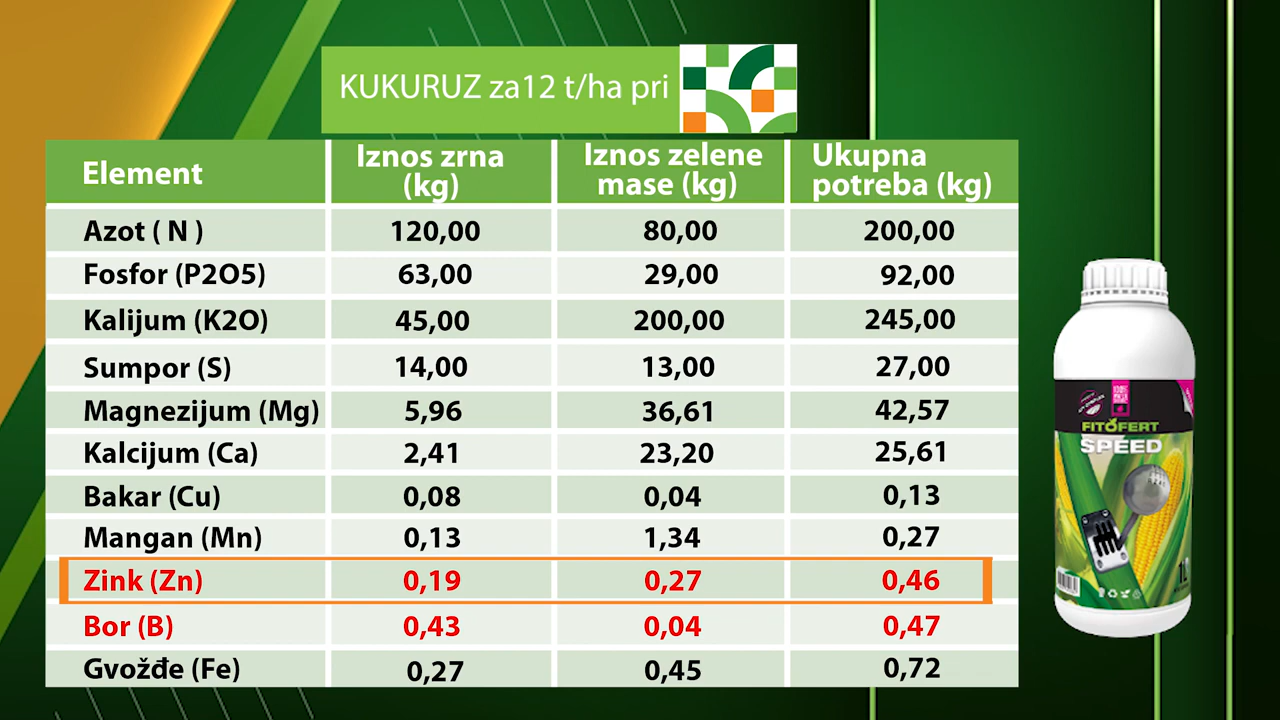 KUKURUZ za12 t/ha pri
Element
Iznos zrna
(kg)
Iznos zelene
mase (kg)
Ukupna
potreba (kg)
Azot ( N ) 120,00 80,00 200,00
Fosfor (P2O5) 63,00 29,00 92,00
Kalijum (K2O) 45,00 200,00 245,00
Sumpor (S) 14,00 13,00 27,00
Magnezijum (Mg) 5,96 36,61 42,57
Kalcijum (Ca) 2,41 23,20 25,61
Bakar (Cu) 0,08 0,04 0,13
Mangan (Mn) 0,13 1,34 0,27
Zink (Zn) 0,19 0,27 0,46
Bor (B) 0,43 0,04 0,47
Gvožđe (Fe) 0,27 0,45 0,72
FITOFERT
SPEED
1L